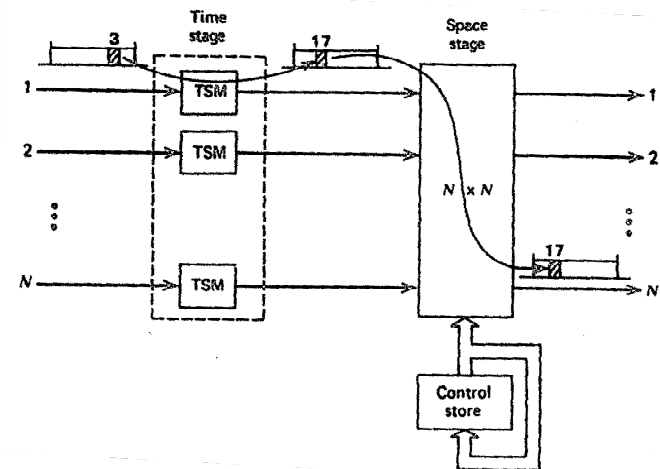 Time
stage
Space
stage
3
17
1
TSM
1
2
TSM
2
N × N
17
N
TSM
N
Control
store